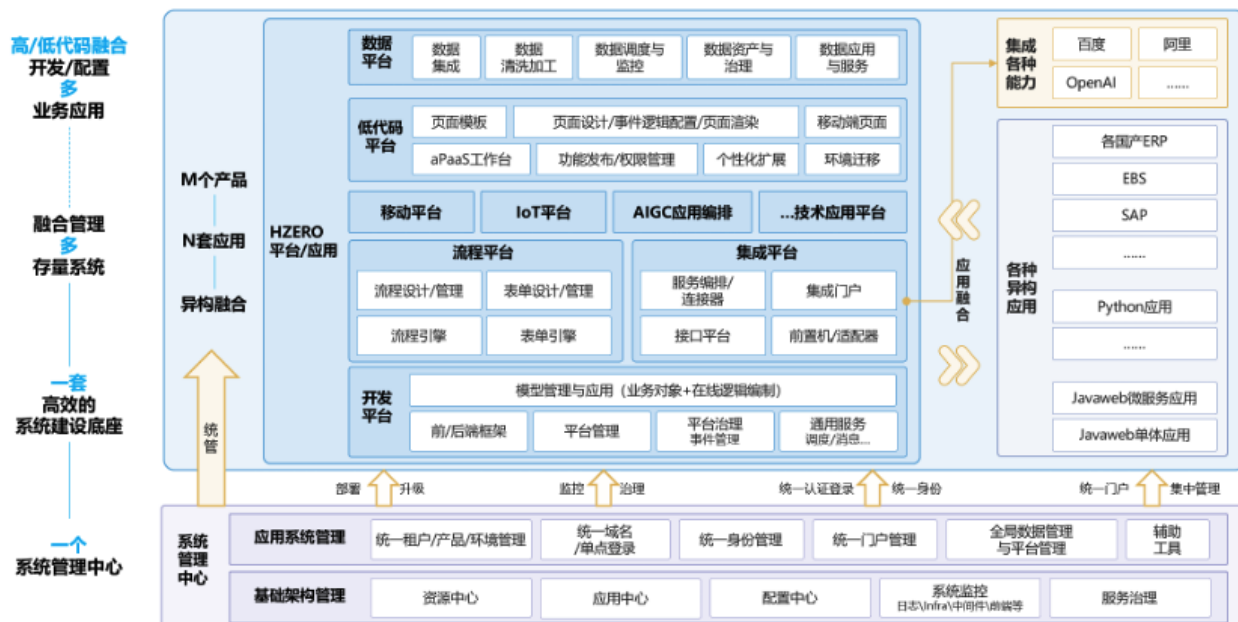 高/低代码融合
开发/配置
多
业务应用
融合管理
多
存量系统
一套
高效的
系统建设底座
一个
系统管理中心
M个产品
N套应用
异构融合
统管
HZERO
平台/应用
数据
平台
数据
集成
数据
清洗加工
数据调度与
监控
数据资产与
治理
数据应用
与服务
低代码
平台
页面模板
页面设计/事件逻辑配置/页面渲染
移动端页面
aPaaS工作台
功能发布/权限管理
个性化扩展
环境迁移
移动平台
IoT平台
AIGC应用编排
...技术应用平台
流程平台
流程设计/管理
表单设计/管理
流程引擎
表单引擎
集成平台
服务编排/
连接器
集成门户
接口平台
前置机/适配器
开发
平台
模型管理与应用（业务对象+在线逻辑编制）
前/后端框架
平台管理
平台治理
事件管理
通用服务
调度/消息...
应用融合
集成
各种
能力
百度
阿里
OpenAI
......
各种
异构
应用
各国产ERP
EBS
SAP
......
Python应用
......
Javaweb微服务应用
Javaweb单体应用
部署
升级
监控
治理
统一认证登录
统一身份
统一门户
集中管理
系统
管理
中心
应用系统管理
统一租户/产品/环境管理
统一域名
/单点登录
统一身份管理
统一门户管理
全局数据管理
与平台管理
辅助
工具
基础架构管理
资源中心
应用中心
配置中心
系统监控
日志\Infra\中间件\前端等
服务治理